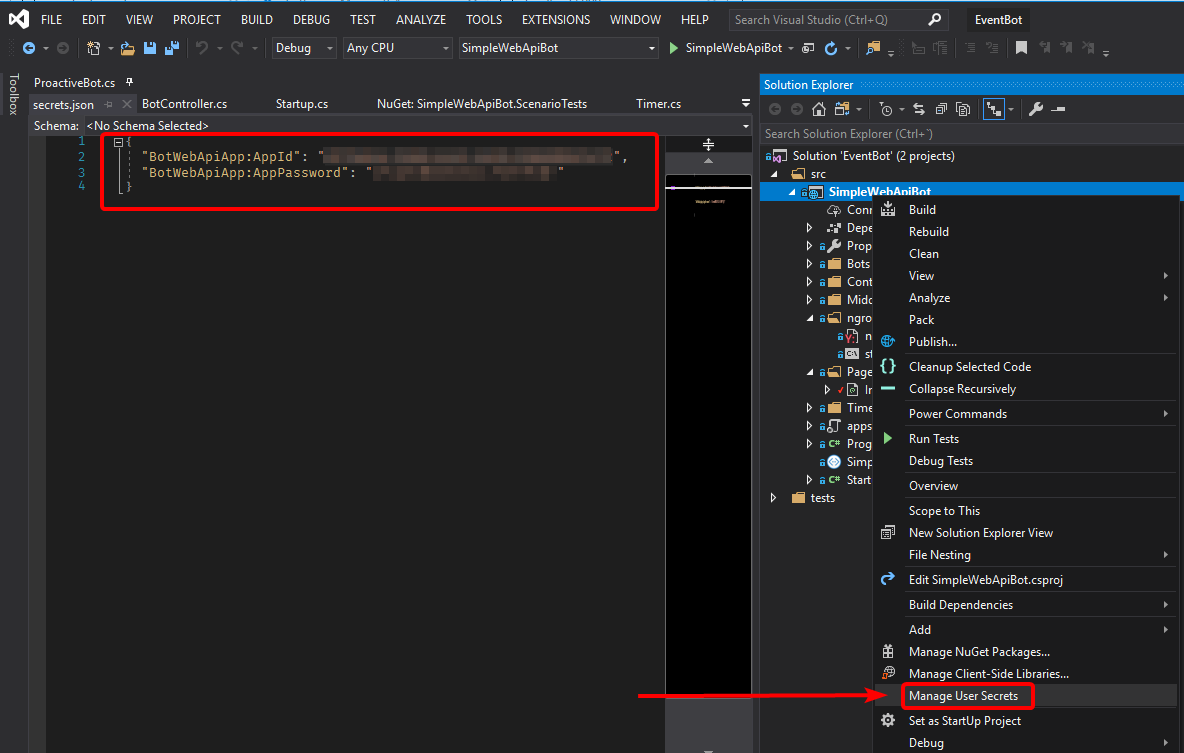 FILE EDIT VIEW PROJECT BUILD DEBUG TEST ANALYZE TOOLS EXTENSIONS WINDOW HELP Search Visual Studio (Ctrl+Q) EventBot
Debug Any CPU SimpleWebApiBot SimpleWebApiBot
Toolbox
ProactiveBot.cs
secrets.json BotController.cs Startup.cs NuGet: SimpleWebApiBot.ScenarioTests Timer.cs
Schema: <No Schema Selected>
1 {
2 "BotWebApiApp:AppId": "",
3 "BotWebApiApp:AppPassword": ""
4 }
Solution Explorer
Search Solution Explorer (Ctrl+¨)
Solution 'EventBot' (2 projects)
src
SimpleWebApiBot
Conn
Depe
Prop
Bots
Cont
Midd
ngro
n
st
Page
In
Time
apps
C# Prog
Simp
C# Start
tests
Build
Rebuild
Clean
View
Analyze
Pack
Publish...
Cleanup Selected Code
Collapse Recursively
Power Commands
Run Tests
Debug Tests
Overview
Scope to This
New Solution Explorer View
File Nesting
Edit SimpleWebApiBot.csproj
Build Dependencies
Add
Manage NuGet Packages...
Manage Client-Side Libraries...
Manage User Secrets
Set as StartUp Project
Debug